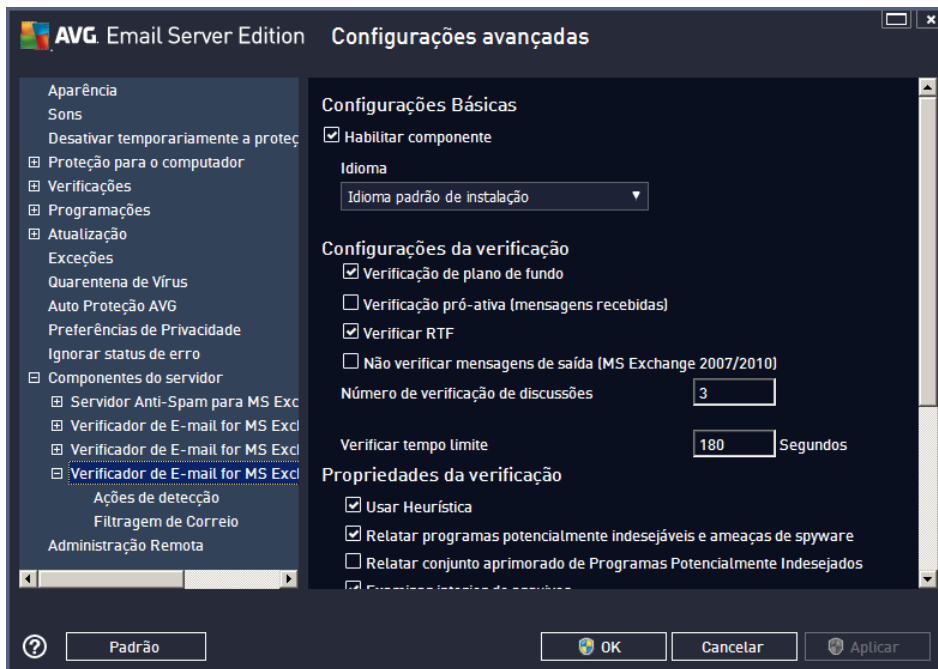 AVG. Email Server Edition Configurações avançadas
Aparência
Sons
Desativar temporariamente a proteç
Proteção para o computador
Verificações
Programações
Atualização
Exceções
Quarentena de Vírus
Auto Proteção AVG
Preferências de Privacidade
Ignorar status de erro
Componentes do servidor
Servidor Anti-Spam para MS Exc
Verificador de E-mail for MS Excl
Verificador de E-mail for MS Excl
Verificador de E-mail for MS Excl
Ações de detecção
Filtragem de Correio
Administração Remota
Configurações Básicas
Habilitar componente
Idioma
Idioma padrão de instalação
Configurações da verificação
Verificação de plano de fundo
Verificação pró-ativa (mensagens recebidas)
Verificar RTF
Não verificar mensagens de saída (MS Exchange 2007/2010)
Número de verificação de discussões 3
Verificar tempo limite 180 Segundos
Propriedades da verificação
Usar Heurística
Relatar programas potencialmente indesejáveis e ameaças de spyware
Relatar conjunto aprimorado de Programas Potencialmente Indesejados
? Padrão OK Cancelar Aplicar